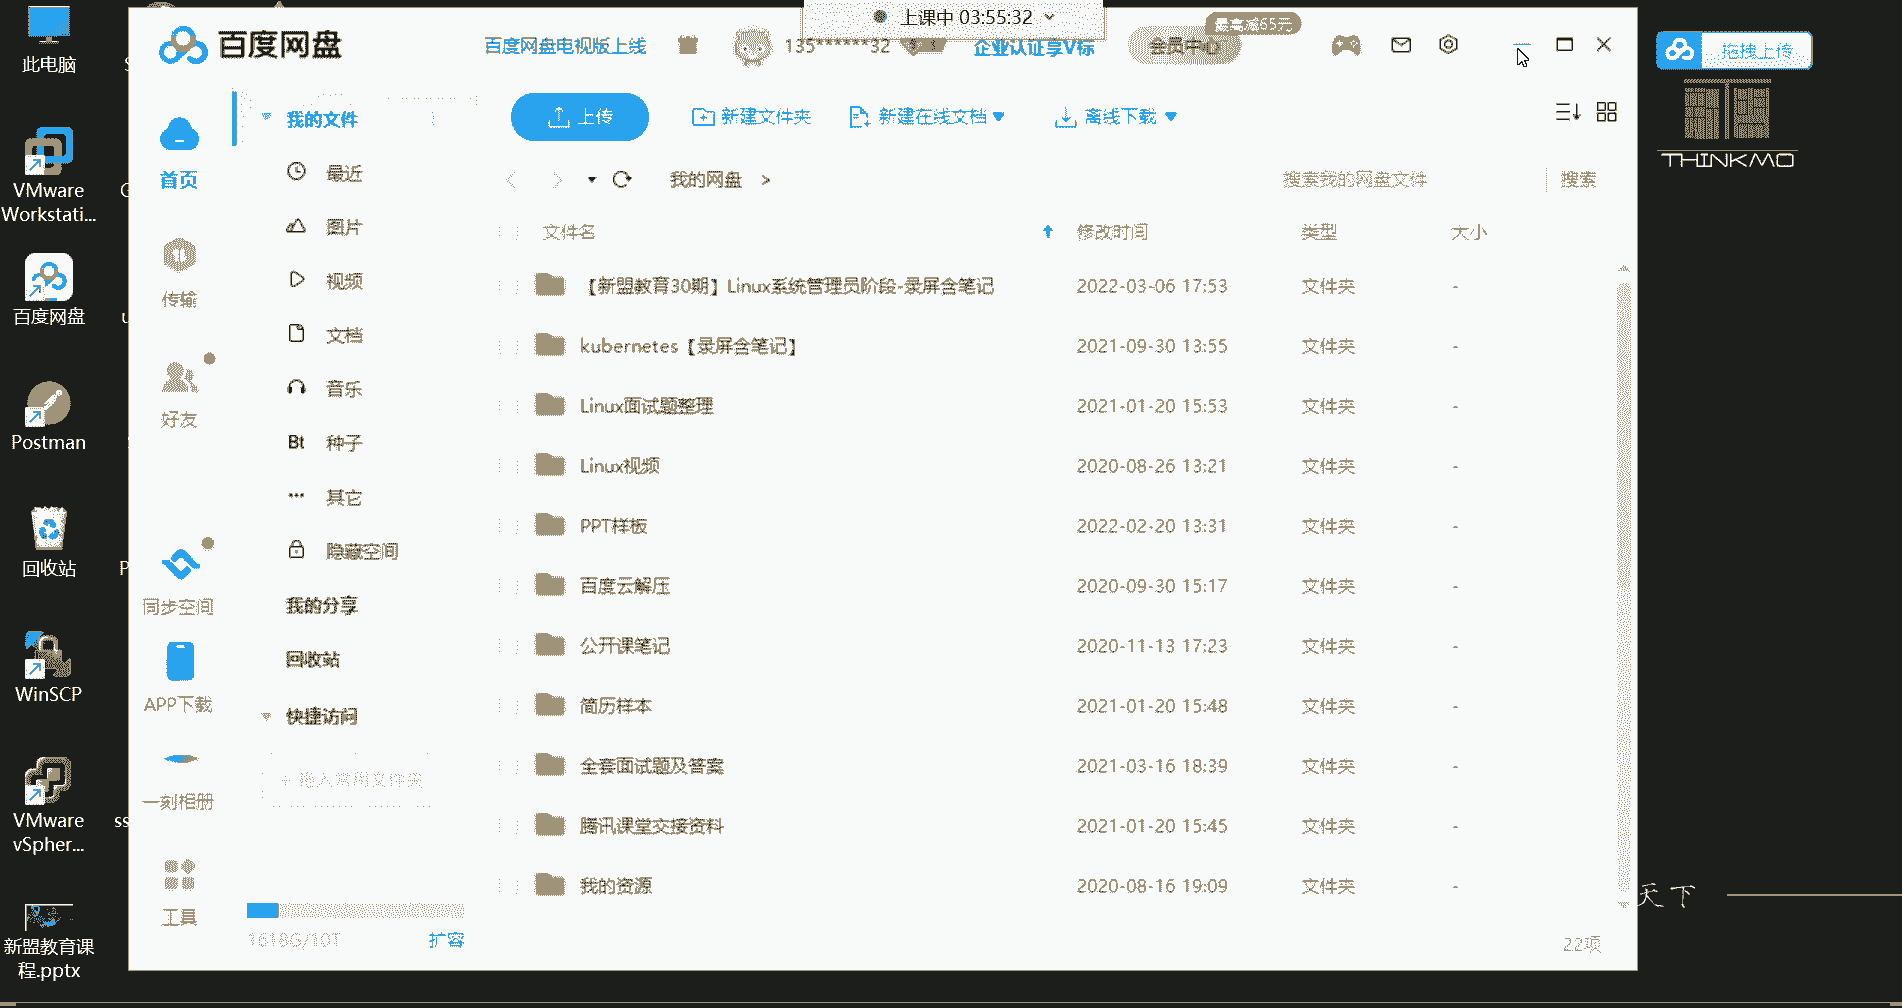 上课中 03:55:32
最高减65元
百度网盘
百度网盘电视版上线
135******32
企业认证享V标
会员中心
拖拽上传
THINKMO
此电脑
VMware
Workstati...
百度网盘
Postman
回收站
WinSCP
VMware
vSpher...
新盟教育课
程.pptx
首页
传输
好友
同步空间
APP下载
一刻相册
工具
我的文件
最近
图片
视频
文档
音乐
Bt 种子
其它
隐藏空间
我的分享
回收站
快捷访问
+ 拖入常用文件夹
1618G/10T
扩容
上传
新建文件夹
新建在线文档
离线下载
我的网盘 >
搜索我的网盘文件
搜索
文件名 修改时间 类型 大小
【新盟教育30期】Linux系统管理员阶段-录屏含笔记 2022-03-06 17:53 文件夹 -
kubernetes【录屏含笔记】 2021-09-30 13:55 文件夹 -
Linux面试题整理 2021-01-20 15:53 文件夹 -
Linux视频 2020-08-26 13:21 文件夹 -
PPT样板 2022-02-20 13:31 文件夹 -
百度云解压 2020-09-30 15:17 文件夹 -
公开课笔记 2020-11-13 17:23 文件夹 -
简历样本 2021-01-20 15:48 文件夹 -
全套面试题及答案 2021-03-16 18:39 文件夹 -
腾讯课堂交接资料 2021-01-20 15:45 文件夹 -
我的资源 2020-08-16 19:09 文件夹 -
22项
天下